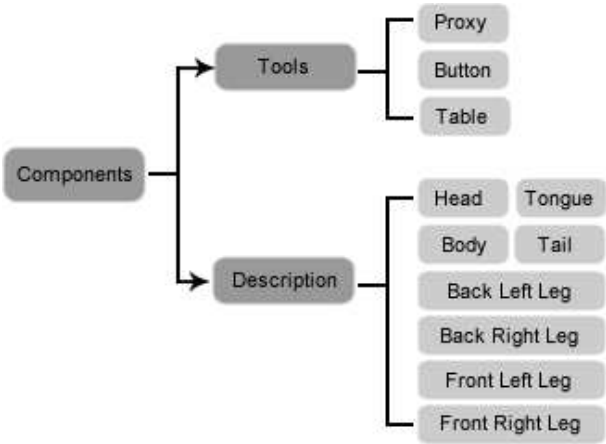 Proxy
Tools
Button
Table
Components
Head Tongue
Body Tail
Description
Back Left Leg
Back Right Leg
Front Left Leg
Front Right Leg